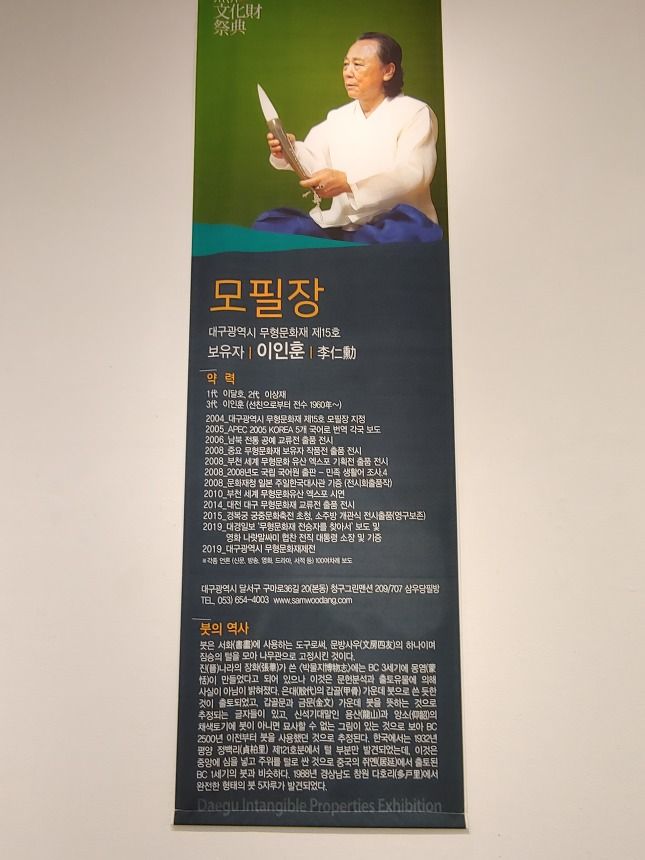 文化財
祭典
모필장
대구광역시 무형문화재 제15호
보유자 | 이인훈 | 李仁勳
약 력
1代 이달호, 2代 이상재
3代 이인훈 (선친으로부터 전수 1960年~)
2004_대구광역시 무형문화재 제15호 모필장 지정
2005_APEC 2005 KOREA 5개 국어로 번역 각국 보도
2006_남북 전통 공예 교류전 출품 전시
2008_중요 무형문화재 보유자 작품전 출품 전시
2008_부천 세계 무형문화 유산 엑스포 기획전 출품 전시
2008_2008년도 국립 국어원 출판 - 민족 생활어 조사.4
2008_문화재청 일본 주일한국대사관 기증 (전시회출품작)
2010_부천 세계 무형문화유산 엑스포 시연
2014_대전 대구 무형문화재 교류전 출품 전시
2015_경복궁 궁중문화축전 초청, 소주방 개관식 전시출품(영구보존)
2019_대경일보 '무형문화재 전승자를 찾아서' 보도 및
영화 나랏말싸미 협찬 전직 대통령 소장 및 기증
2019_대구광역시 무형문화재제전
※각종 언론 (신문, 방송, 영화, 드라마, 서적 등) 100여차례 보도
대구광역시 달서구 구마로36길 20(본동) 청구그린맨션 209/707 삼우당필방
TEL. 053) 654-4003 www.samwoodang.com
붓의 역사
붓은 서화(書畵)에 사용하는 도구로써, 문방사우(文房四友)의 하나이며
짐승의 털을 모아 나무관으로 고정시킨 것이다.
진(晉)나라의 장화(張華)가 쓴 《박물지博物志》에는 BC 3세기에 몽염(蒙
恬)이 만들었다고 되어 있으나 이것은 문헌분석과 출토유물에 의해
사실이 아님이 밝혀졌다. 은대(殷代)의 갑골(甲骨) 가운데 붓으로 쓴 듯한
것이 출토되었고, 갑골문과 금문(金文) 가운데 붓을 뜻하는 것으로
추정되는 글자들이 있고, 신석기대말인 용산(龍山)과 앙소(仰韶)의
채색토기에 붓이 아니면 묘사할 수 없는 그림이 있는 것으로 보아 BC
2500년 이전부터 붓을 사용했던 것으로 추정된다. 한국에서는 1932년
평양 정백리(貞柏里) 제121호분에서 털 부분만 발견되었는데, 이것은
중앙에 심을 넣고 주위를 털로 싼 것으로 중국의 쥐옌(居延)에서 출토된
BC 1세기의 붓과 비슷하다. 1988년 경상남도 창원 다호리(多戶里)에서
완전한 형태의 붓 5자루가 발견되었다.
Daegu Intangible Properties Exhibition